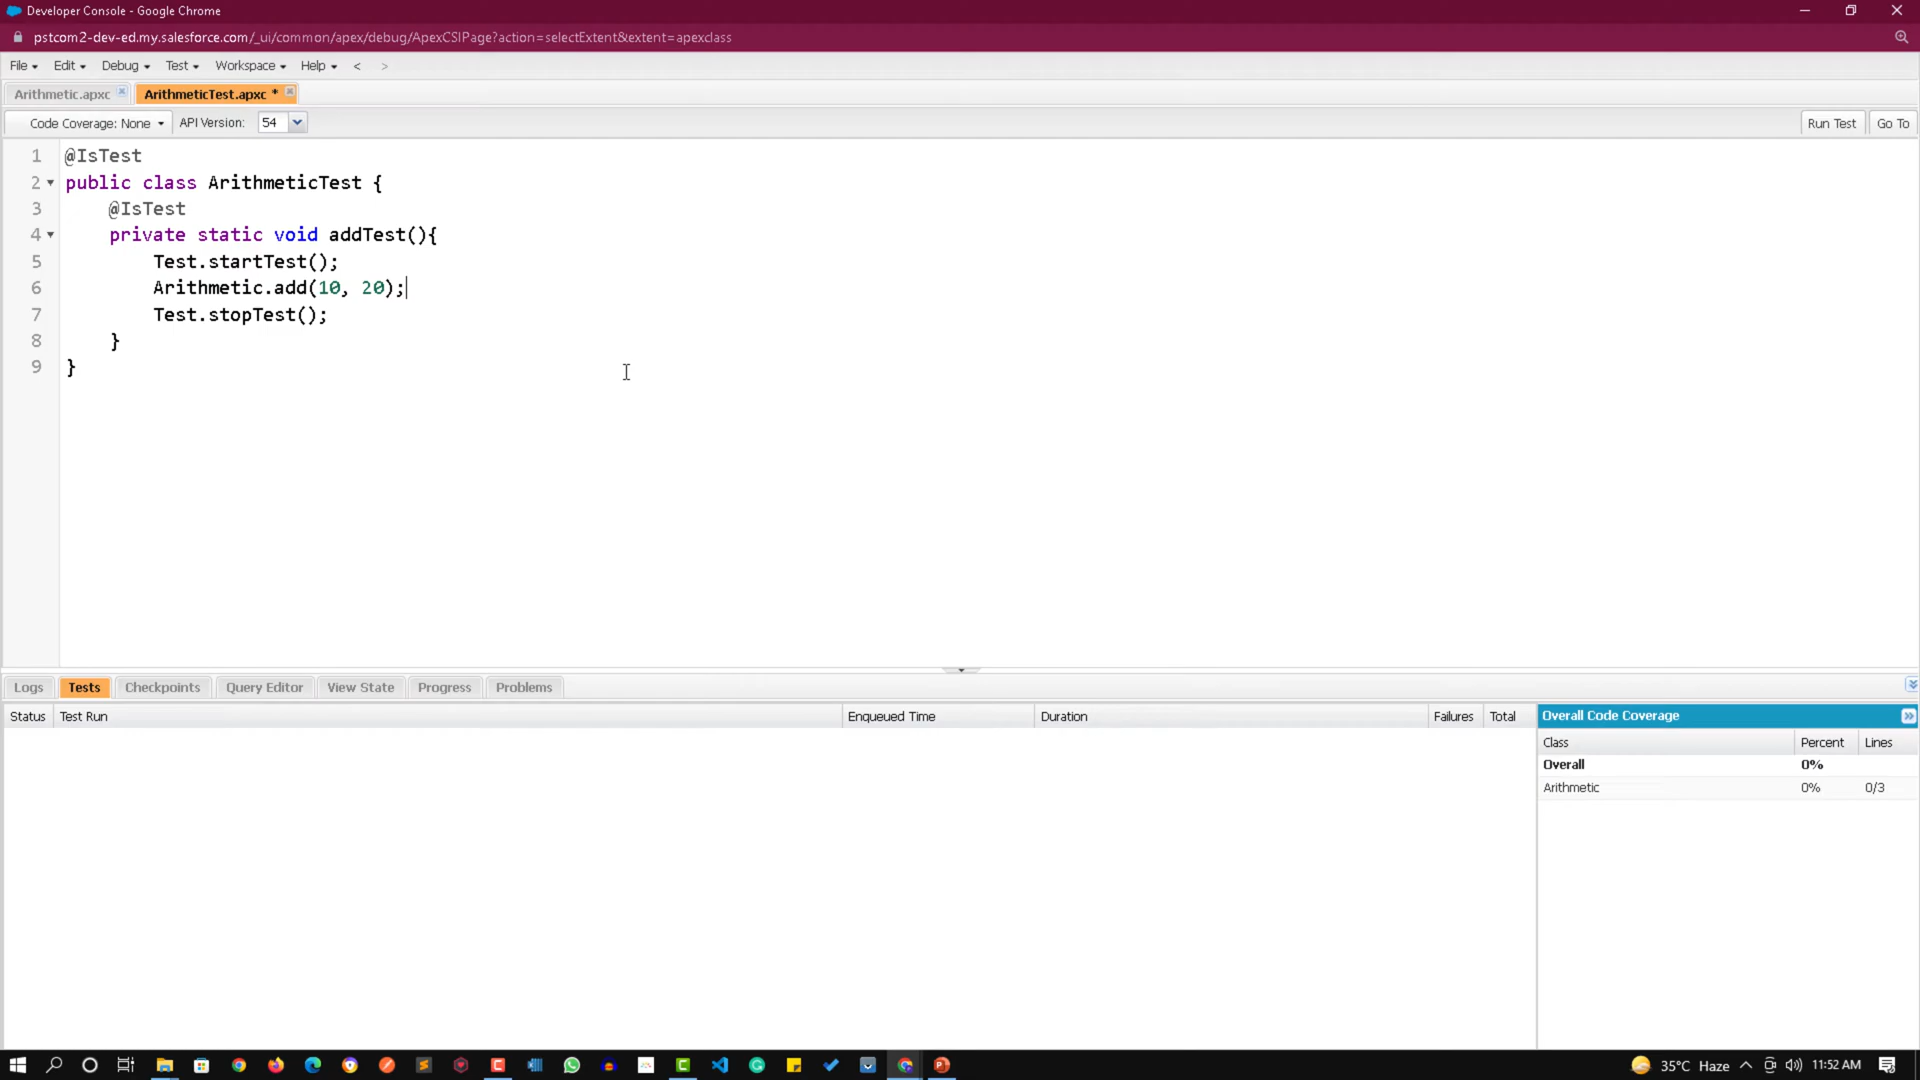 Developer Console - Google Chrome
pstcom2-dev-ed.my.salesforce.com/_ui/common/apex/debug/ApexCSIPage?action=selectExtent&extent=apexclass
File Edit Debug Test Workspace Help < >
Arithmetic.apxc ArithmeticTest.apxc *
Code Coverage: None API Version: 54 Run Test Go To
1 @IsTest
2 public class ArithmeticTest {
3 @IsTest
4 private static void addTest(){
5 Test.startTest();
6 Arithmetic.add(10, 20);
7 Test.stopTest();
8 }
9 }
Logs Tests Checkpoints Query Editor View State Progress Problems
Status Test Run Enqueued Time Duration Failures Total Overall Code Coverage
Class Percent Lines
Overall 0%
Arithmetic 0% 0/3
35°C Haze 11:52 AM